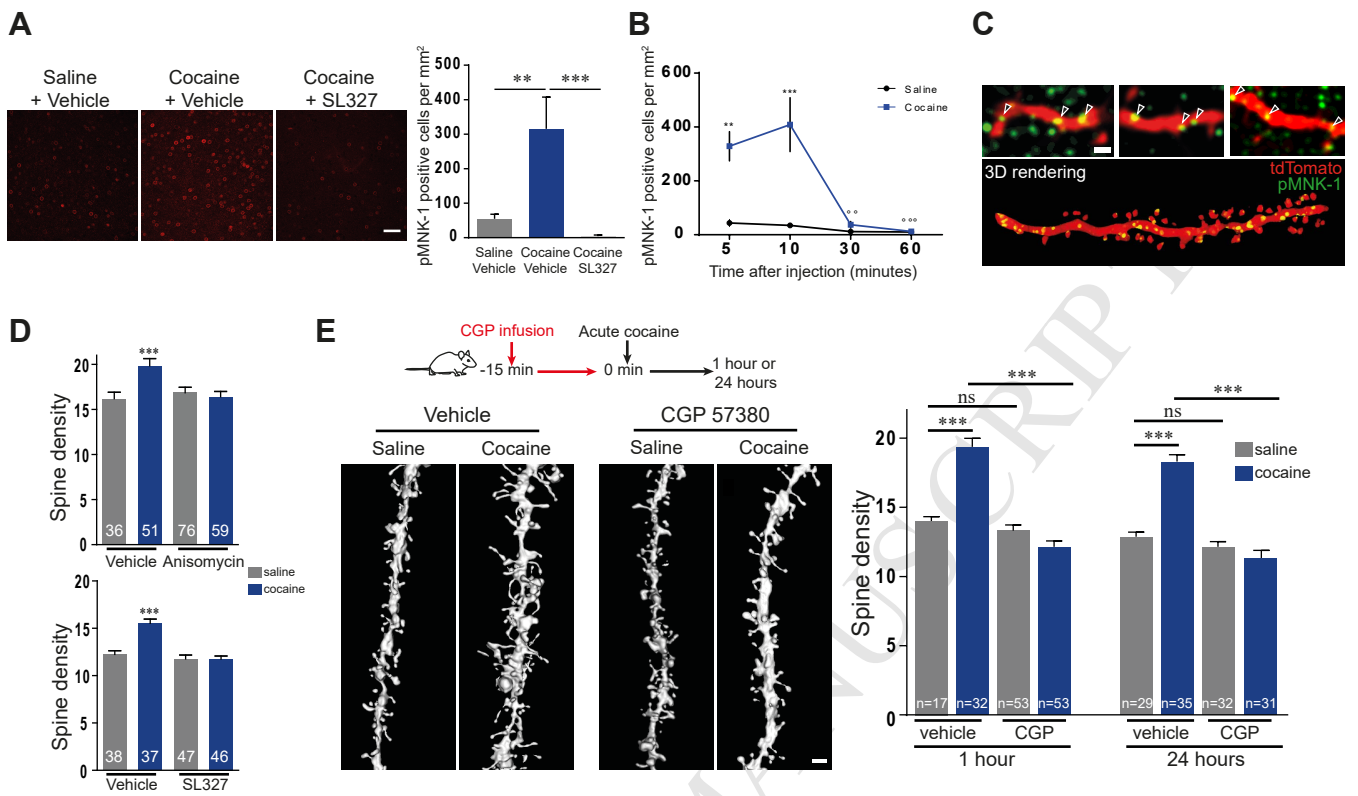 A
Saline
+ Vehicle
Cocaine
+ Vehicle
Cocaine
+ SL327
pMNK-1 positive cells per mm2
500
400
300
200
100
0
**
***
Saline
Vehicle
Cocaine
Vehicle
Cocaine
SL327
B
pMNK-1 positive cells per mm2
600
400
200
0
**
***
°°
°°°
Saline
Cocaine
5
10
30
60
Time after injection (minutes)
C
3D rendering
tdTomato
pMNK-1
D
Spine density
20
15
10
5
0
***
36
51
76
59
Vehicle
Anisomycin
saline
cocaine
Spine density
20
15
10
5
0
***
38
37
47
46
Vehicle
SL327
E
CGP infusion
Acute cocaine
-15 min
0 min
1 hour or
24 hours
Vehicle
CGP 57380
Saline
Cocaine
Saline
Cocaine
Spine density
20
15
10
5
0
***
ns
***
***
ns
***
saline
cocaine
n=17
n=32
n=53
n=53
n=29
n=35
n=32
n=31
vehicle
CGP
vehicle
CGP
1 hour
24 hours